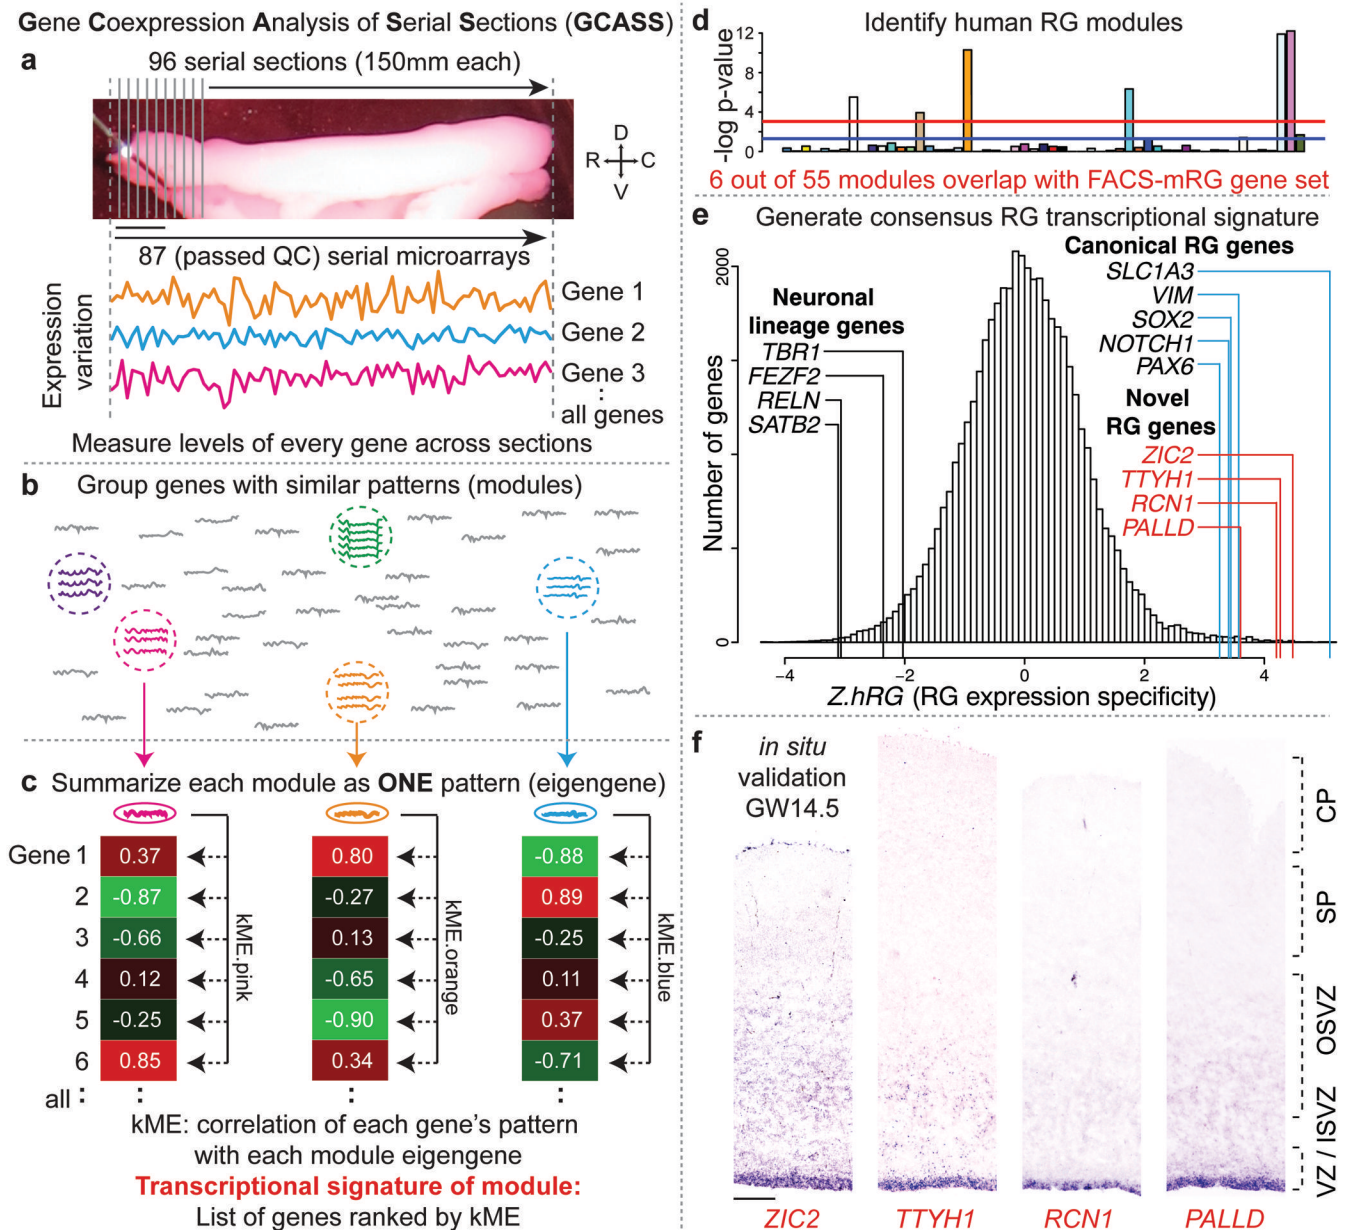 Gene Coexpression Analysis of Serial Sections (GCASS)
a
96 serial sections (150mm each)
D
R C
V
87 (passed QC) serial microarrays
Expression
variation
Gene 1
Gene 2
Gene 3
:
all genes
Measure levels of every gene across sections
b
Group genes with similar patterns (modules)
c Summarize each module as ONE pattern (eigengene)
Gene 1 0.37 0.80 -0.88
2 -0.87 -0.27 0.89
3 -0.66 0.13 -0.25
4 0.12 -0.65 0.11
5 -0.25 -0.90 0.37
6 0.85 0.34 -0.71
all : : : :
kME.pink
kME.orange
kME.blue
kME: correlation of each gene's pattern
with each module eigengene
Transcriptional signature of module:
List of genes ranked by kME
d
Identify human RG modules
-log p-value
12
8
4
0
6 out of 55 modules overlap with FACS-mRG gene set
e
Generate consensus RG transcriptional signature
Number of genes
2000
0
Neuronal
lineage genes
TBR1
FEZF2
RELN
SATB2
Canonical RG genes
SLC1A3
VIM
SOX2
NOTCH1
PAX6
Novel
RG genes
ZIC2
TTYH1
RCN1
PALLD
−4 −2 0 2 4
Z.hRG (RG expression specificity)
f
in situ
validation
GW14.5
CP
SP
OSVZ
VZ / ISVZ
ZIC2 TTYH1 RCN1 PALLD